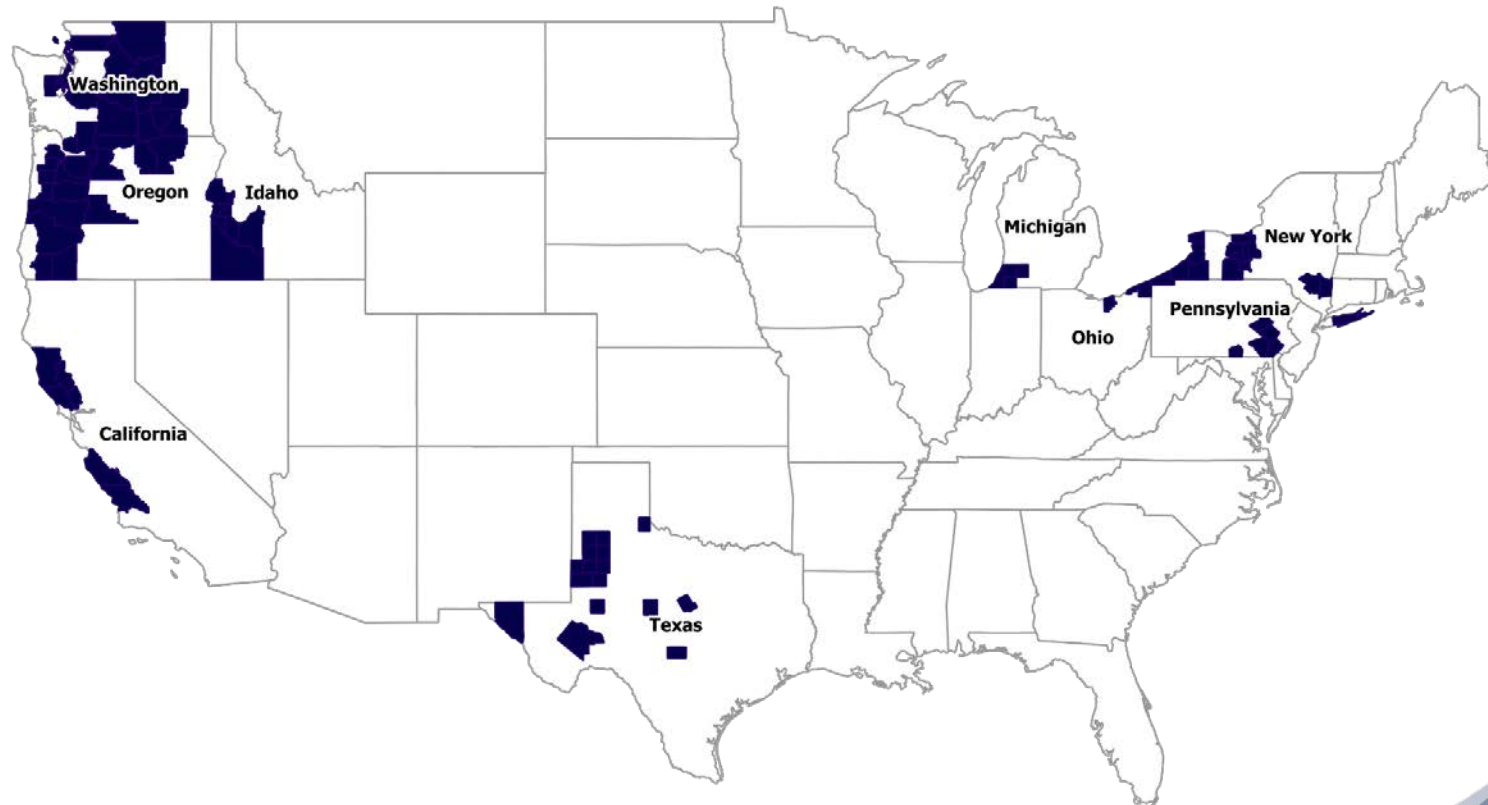 Washington
Oregon
Idaho
Michigan
New York
Pennsylvania
Ohio
California
Texas